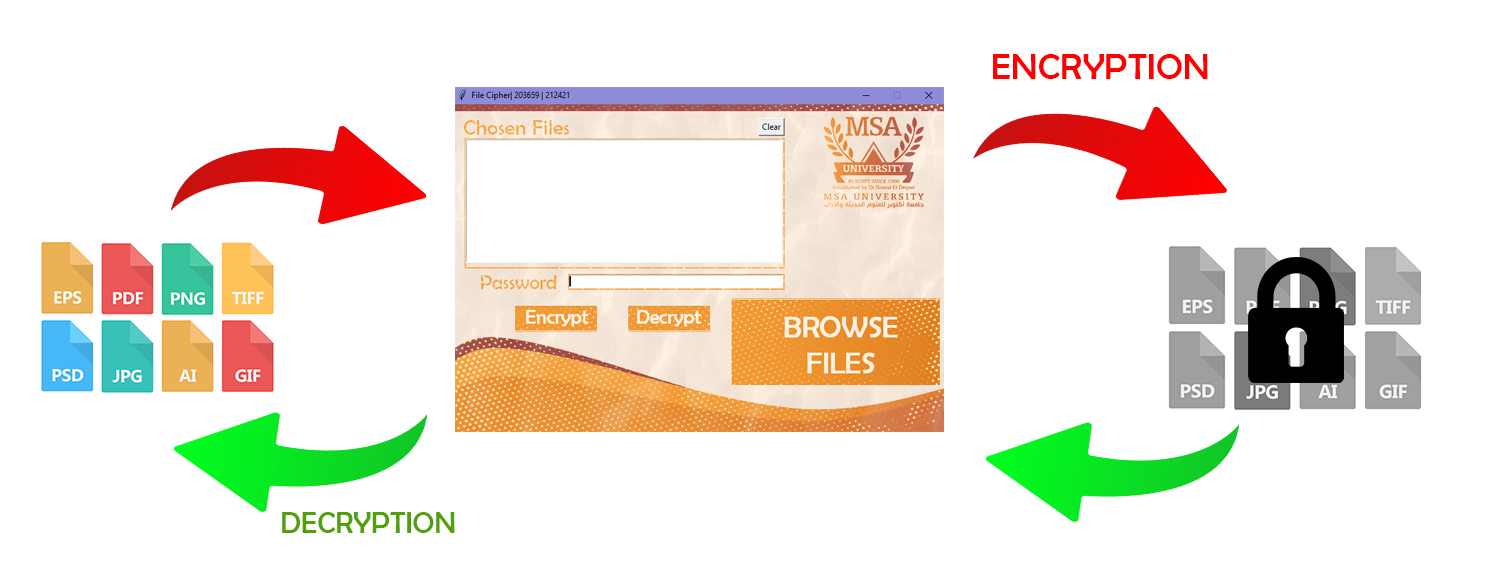 ENCRYPTION
File Cipher| 203659 | 212421
Chosen Files
Clear
MSA
UNIVERSITY
IN EGYPT SINCE 1996
Established by Dr Nawal El Degwi
MSA UNIVERSITY
جامعة أكتوبر للعلوم الحديثة والآداب
Password
Encrypt
Decrypt
BROWSE
FILES
EPS PDF PNG TIFF
PSD JPG AI GIF
EPS TIFF
PSD JPG AI GIF
DECRYPTION